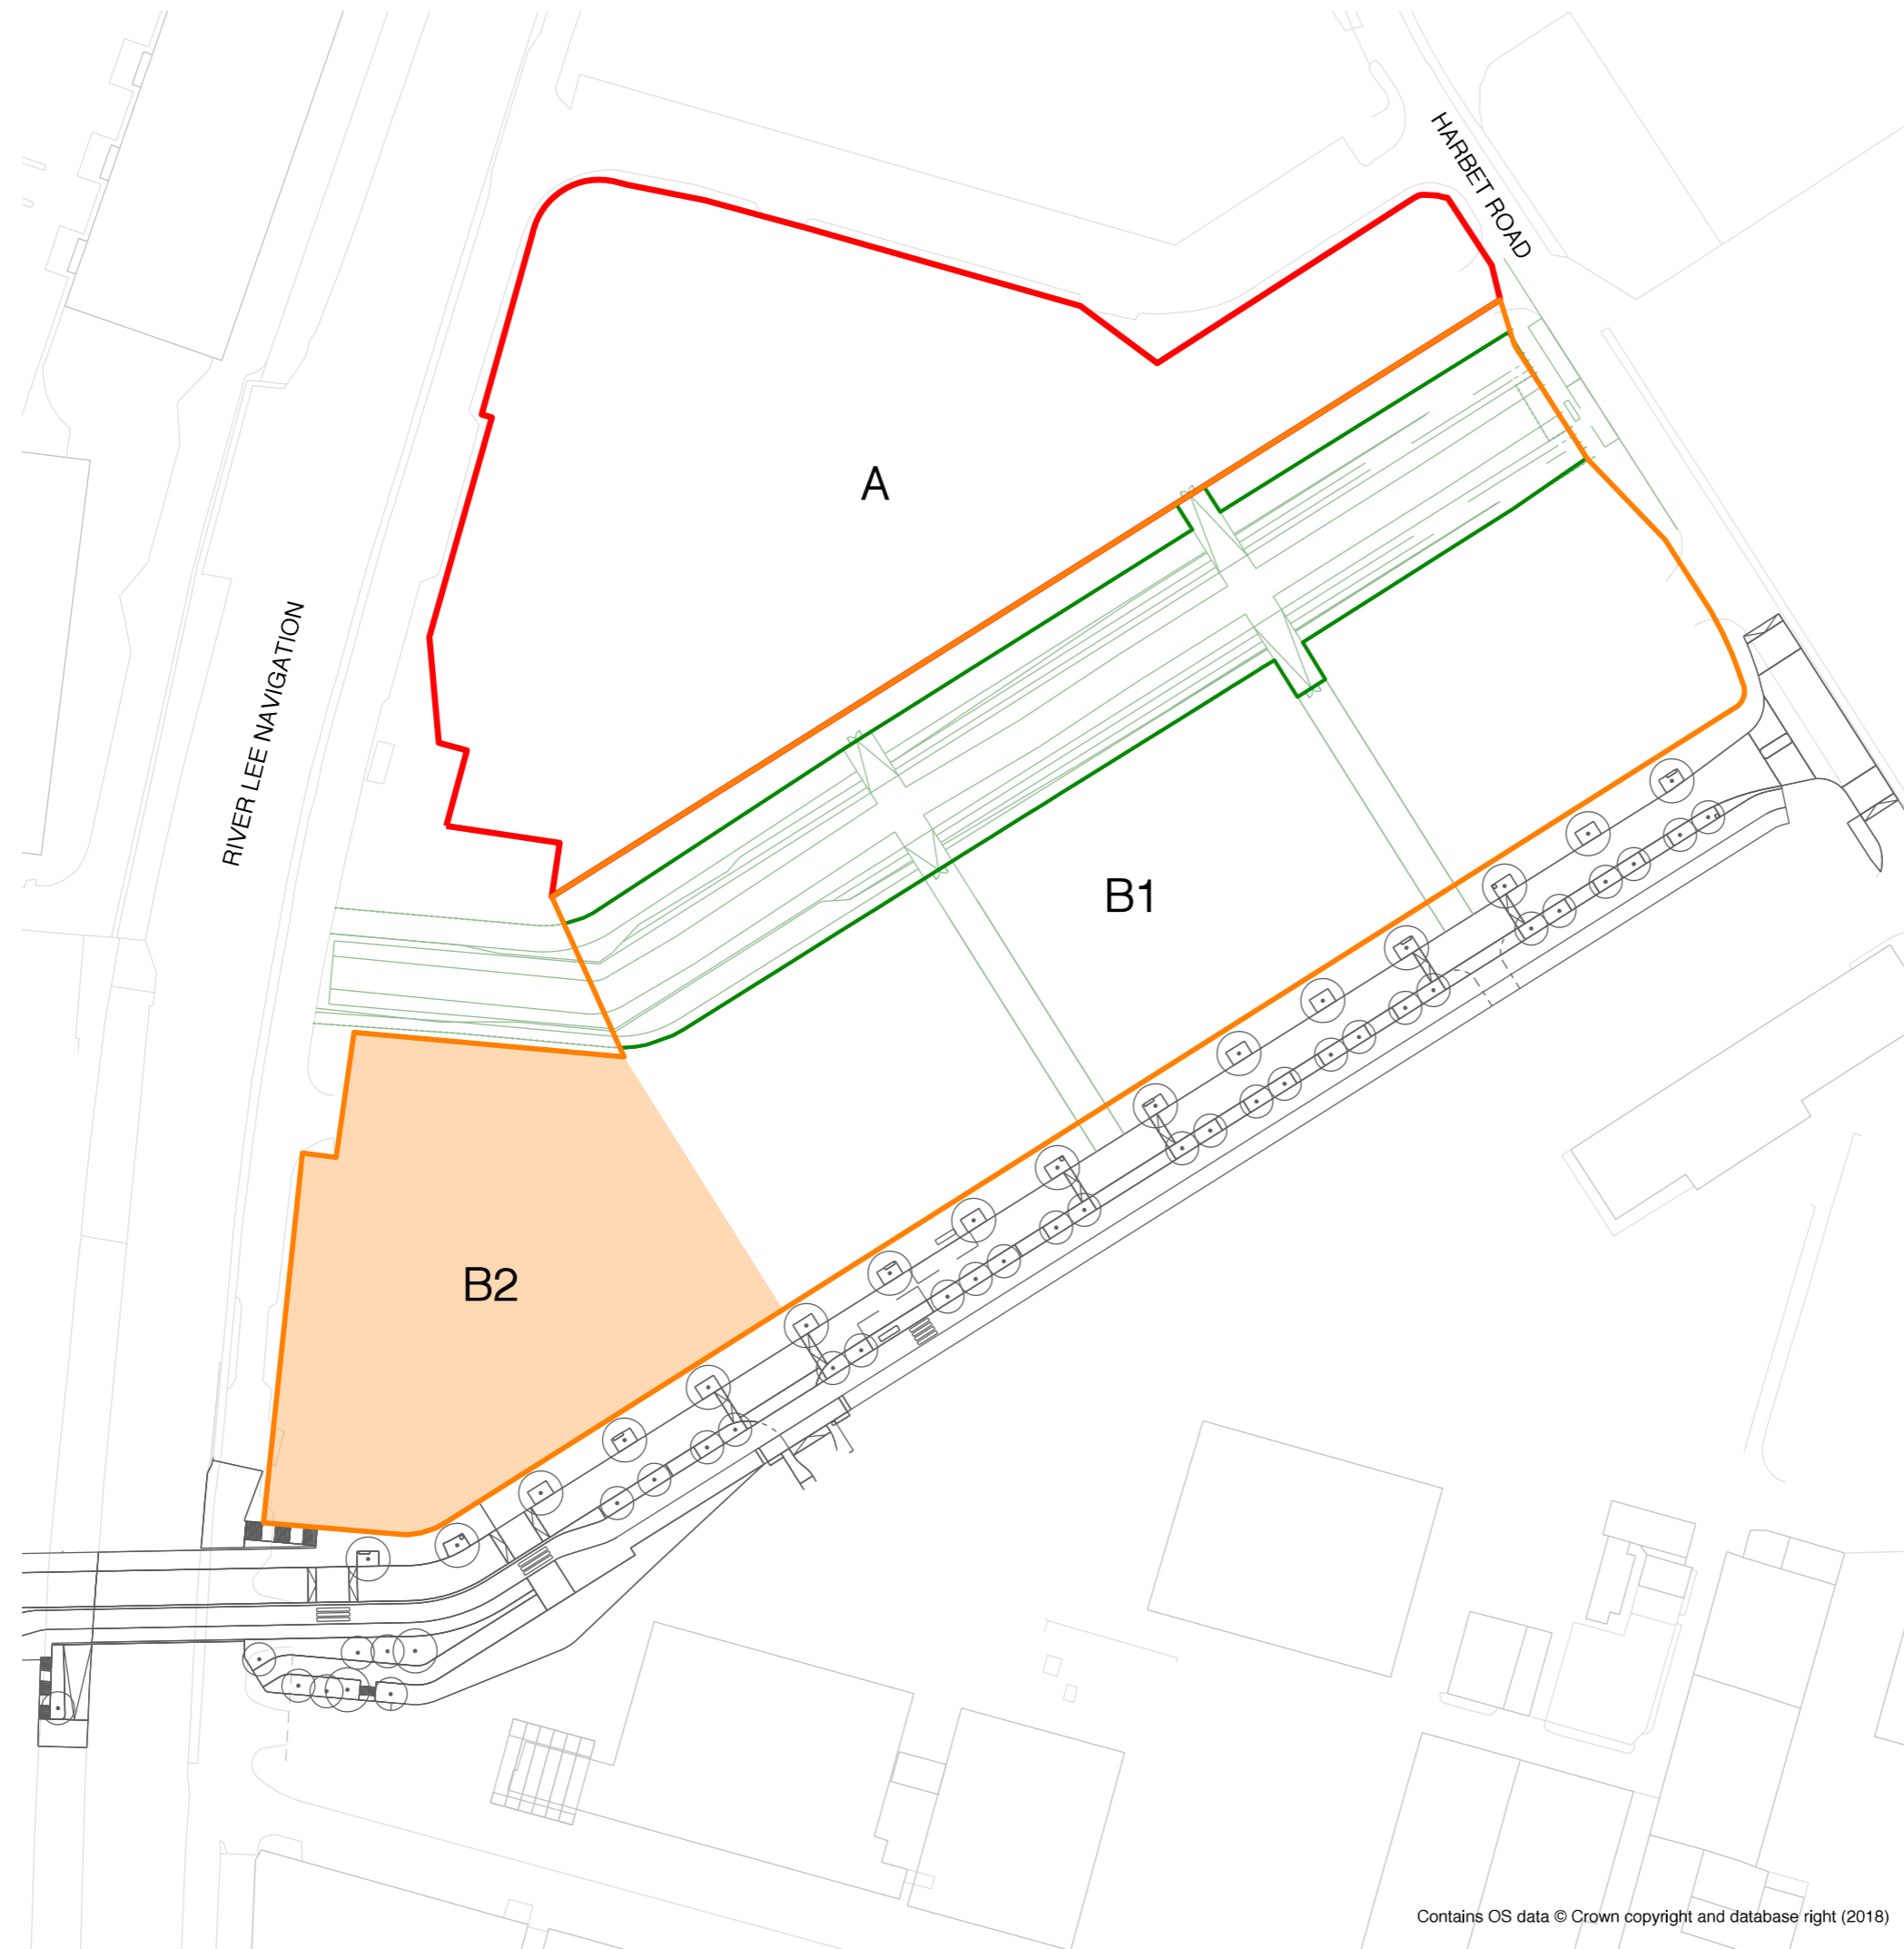 HARBET ROAD
A
RIVER LEE NAVIGATION
B1
B2
Contains OS data © Crown copyright and database right (2018)